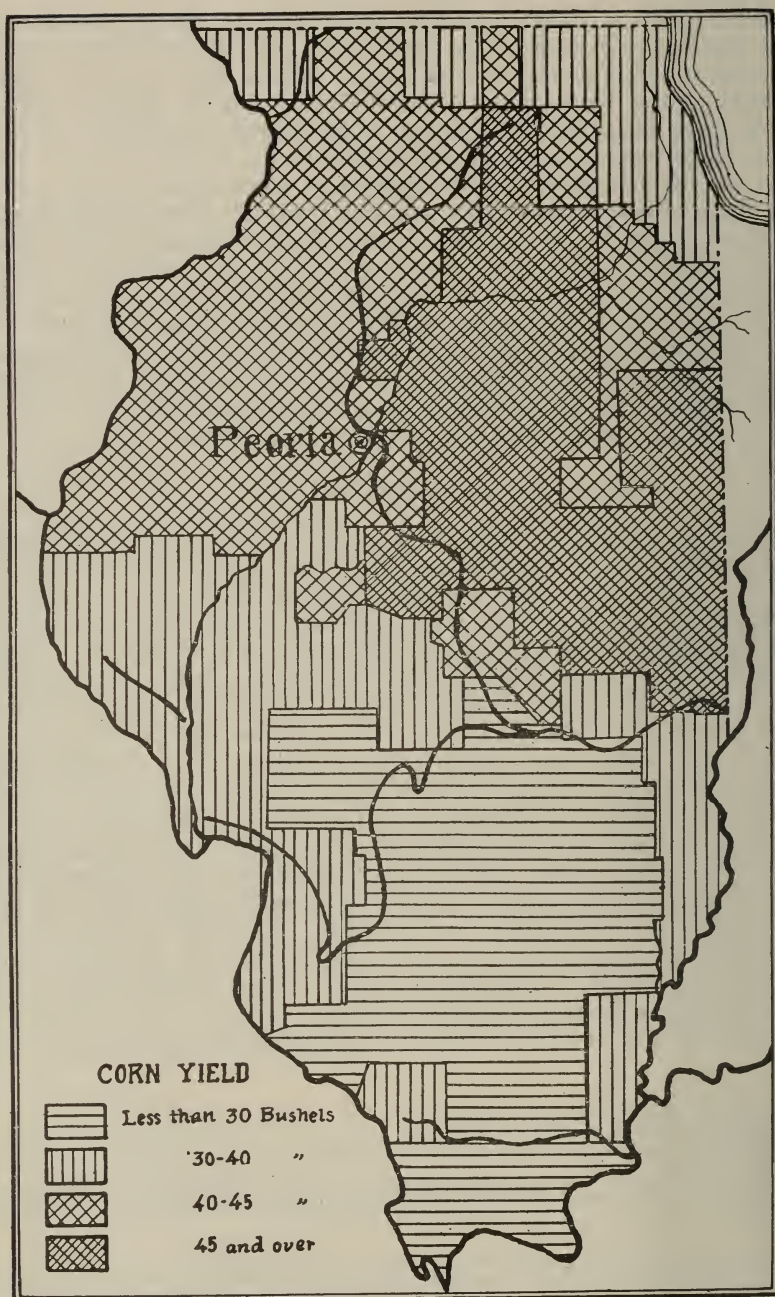 Peoria
CORN YIELD
Less than 30 Bushels
30-40 "
40-45 "
45 and over